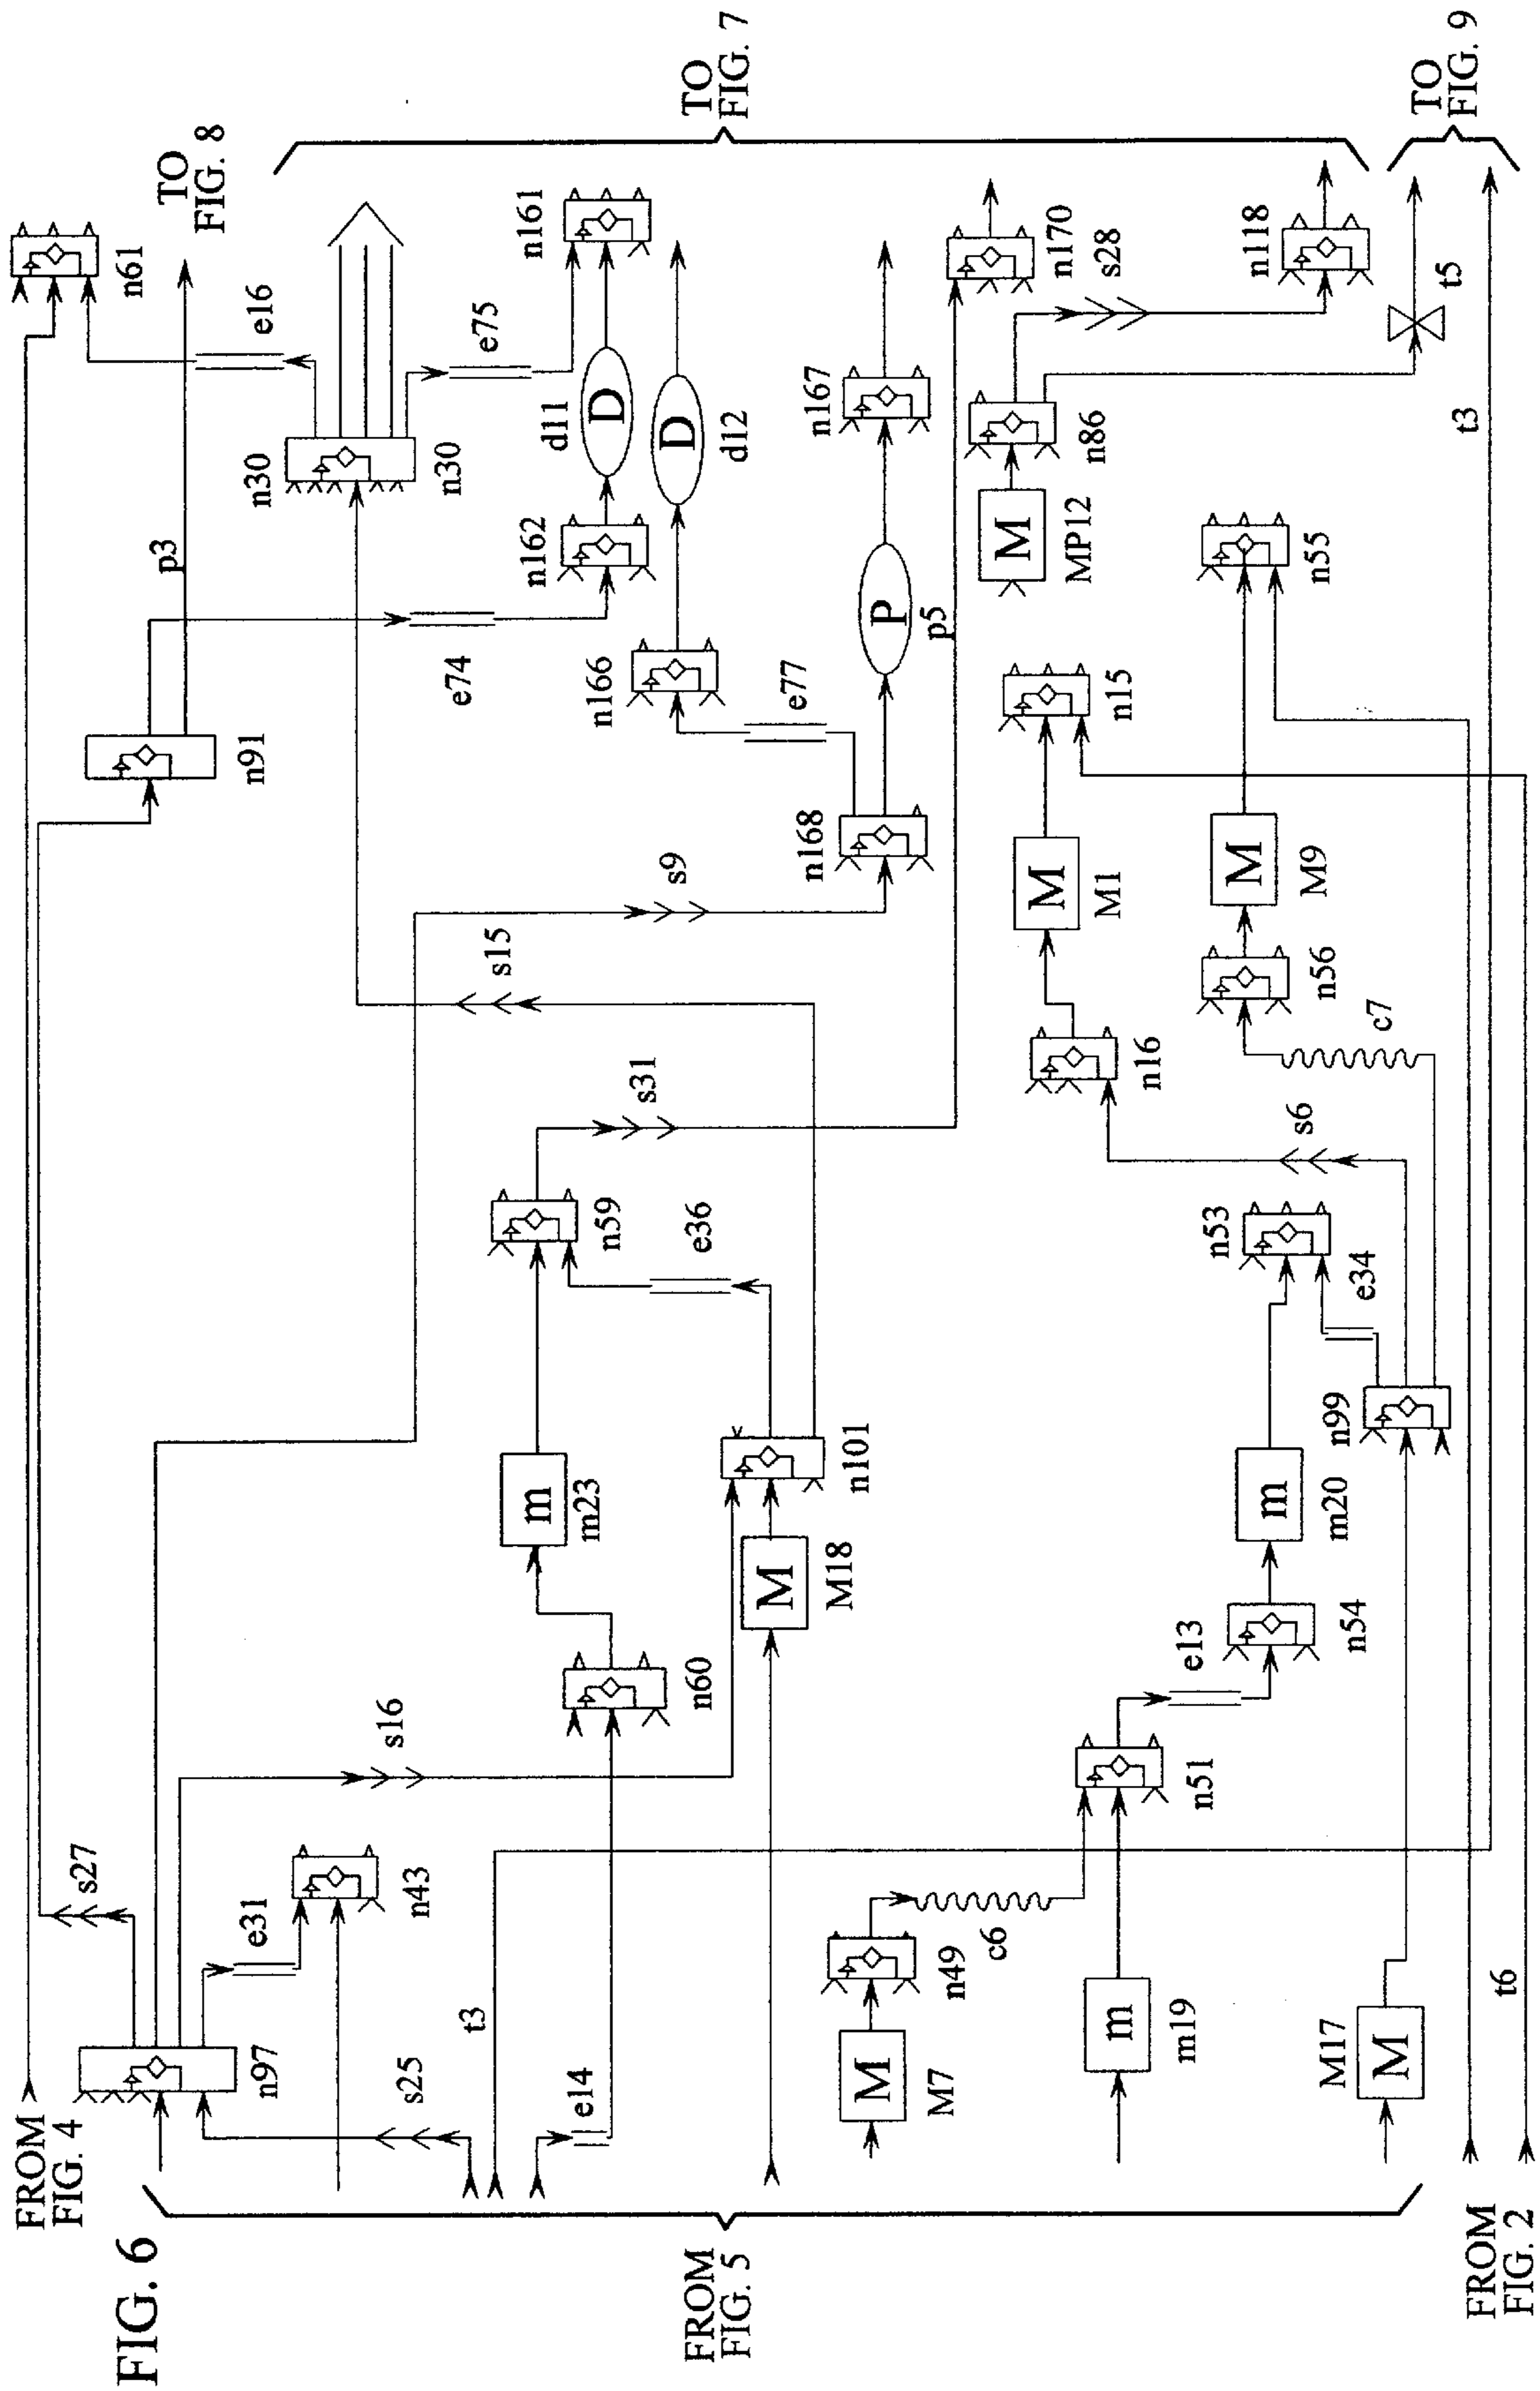 FIG. 6
FROM
FIG. 4
FROM
FIG. 5
FROM
FIG. 2
TO
FIG. 8
TO
FIG. 7
TO
FIG. 9
n61
e16
p3
n91
s27
n97
e31
n43
s25
t3
e14
s16
n60
m
m23
n59
s31
e36
n101
M
M18
s15
s9
n30
n30
e75
n161
D
d11
n162
e74
D
d12
n166
e77
n168
P
n167
p5
n170
s28
n118
n86
M
MP12
t5
t3
n55
n15
M
M1
M
M9
n56
n16
c7
s6
n53
e34
n99
m
m20
n54
e13
n51
c6
n49
M
M7
m
m19
M17
M
t6